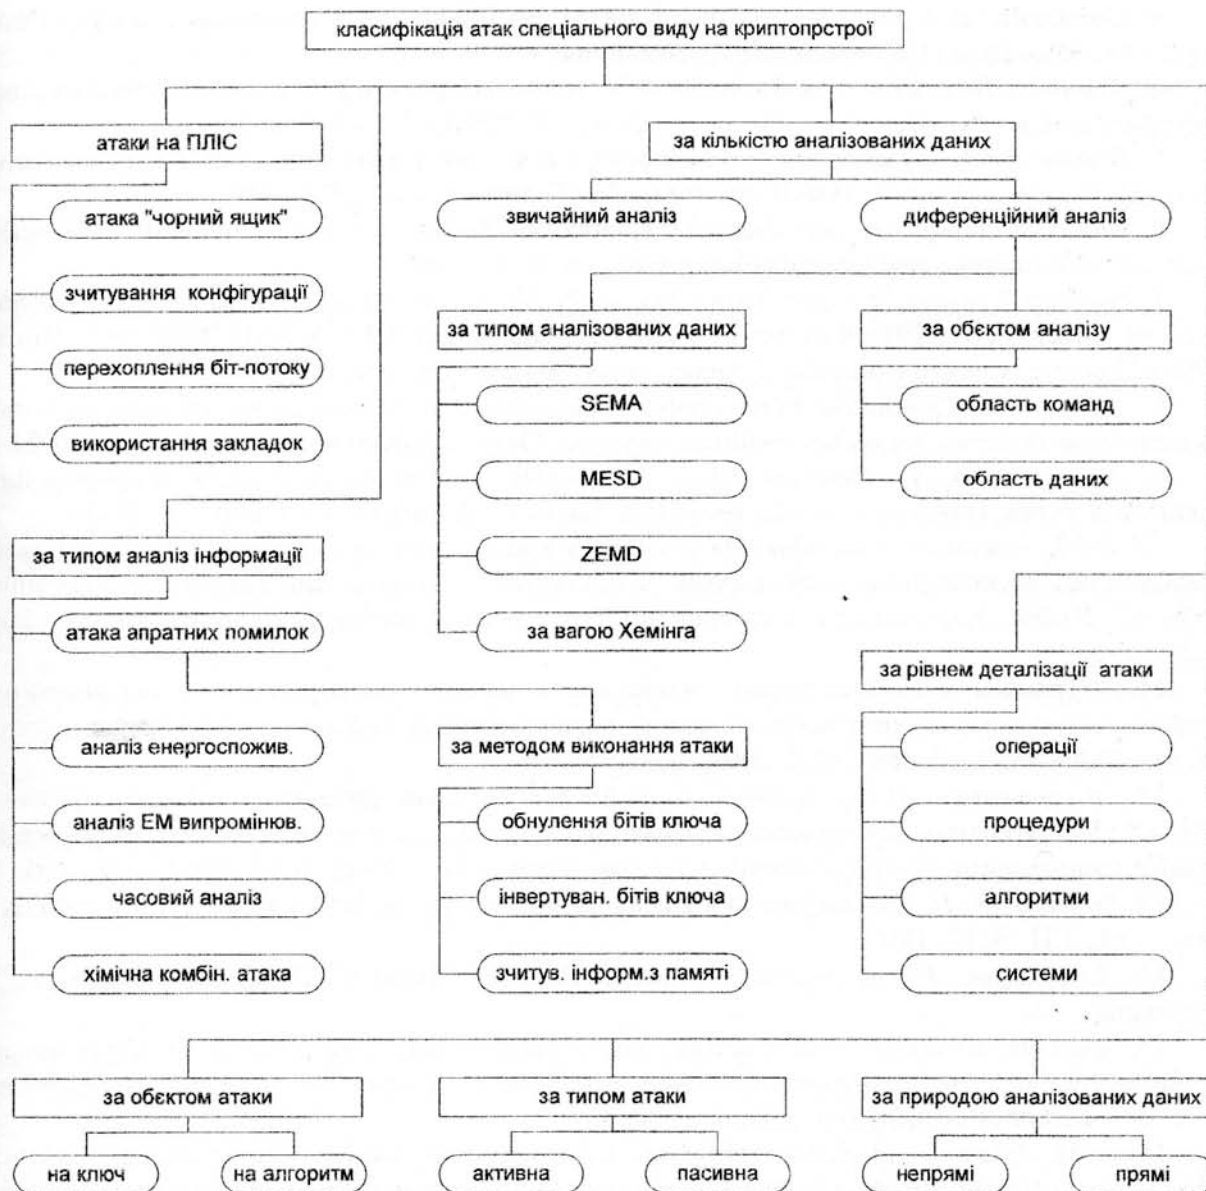 класифікація атак спеціального виду на криптопрстрої
атаки на ПЛІС
атака "чорний ящик"
зчитування конфігурації
перехоплення біт-потоку
використання закладок
за кількістю аналізованих даних
звичайний аналіз
диференційний аналіз
за типом аналізованих даних
SEMA
MESD
ZEMD
за вагою Хемінга
за обєктом аналізу
область команд
область даних
за типом аналіз інформації
атака апратних помилок
аналіз енергоспожив.
аналіз ЕМ випромінюв.
часовий аналіз
хімічна комбін. атака
за методом виконання атаки
обнулення бітів ключа
інвертуван. бітів ключа
зчитув. інформ.з памяті
за рівнем деталізації атаки
операції
процедури
алгоритми
системи
за обєктом атаки
на ключ
на алгоритм
за типом атаки
активна
пасивна
за природою аналізованих даних
непрямі
прямі